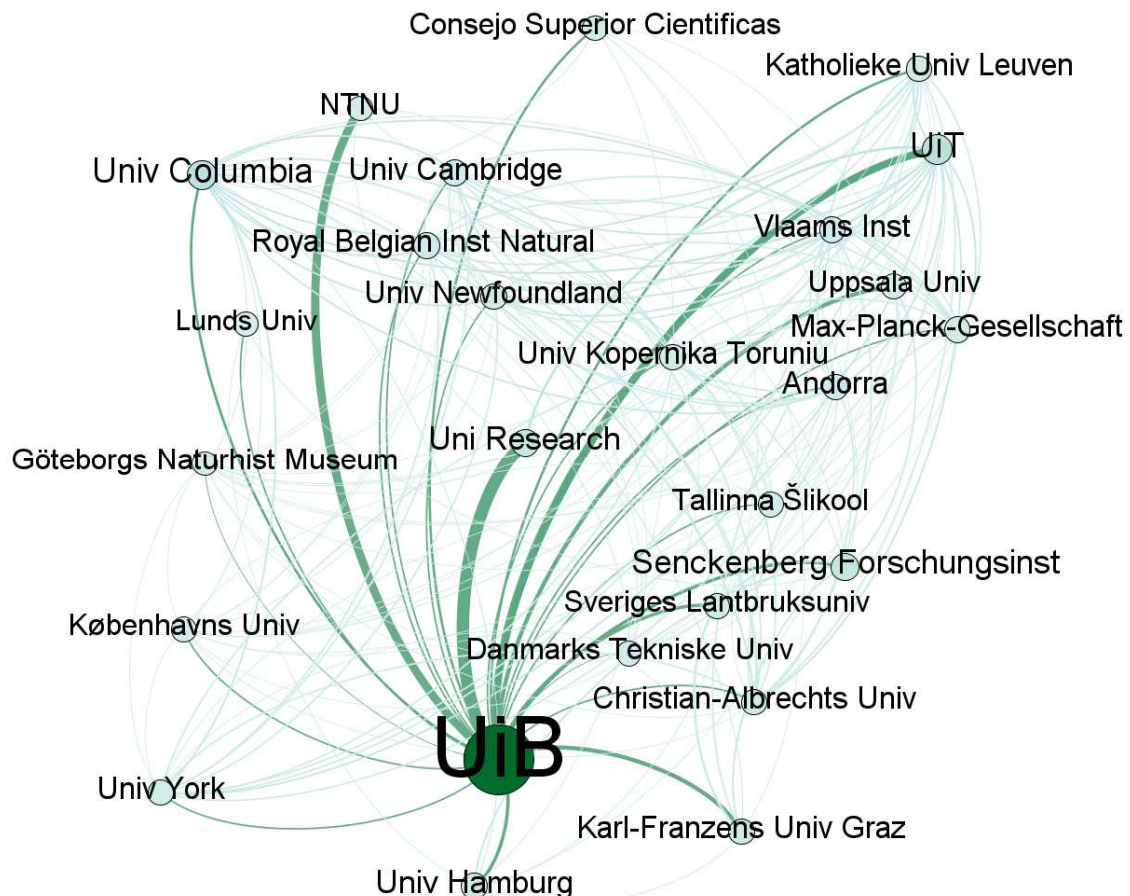 Consejo Superior Cientificas
Katholieke Univ Leuven
NTNU
UiT
Univ Columbia
Univ Cambridge
Vlaams Inst
Royal Belgian Inst Natural
Uppsala Univ
Univ Newfoundland
Lunds Univ
Max-Planck-Gesellschaft
Univ Kopernika Toruniu
Andorra
Uni Research
Göteborgs Naturhist Museum
Tallinna Šlikool
Senckenberg Forschungsinst
Sveriges Lantbruksuniv
Københavns Univ
Danmarks Tekniske Univ
Christian-Albrechts Univ
UiB
Univ York
Karl-Franzens Univ Graz
Univ Hamburg